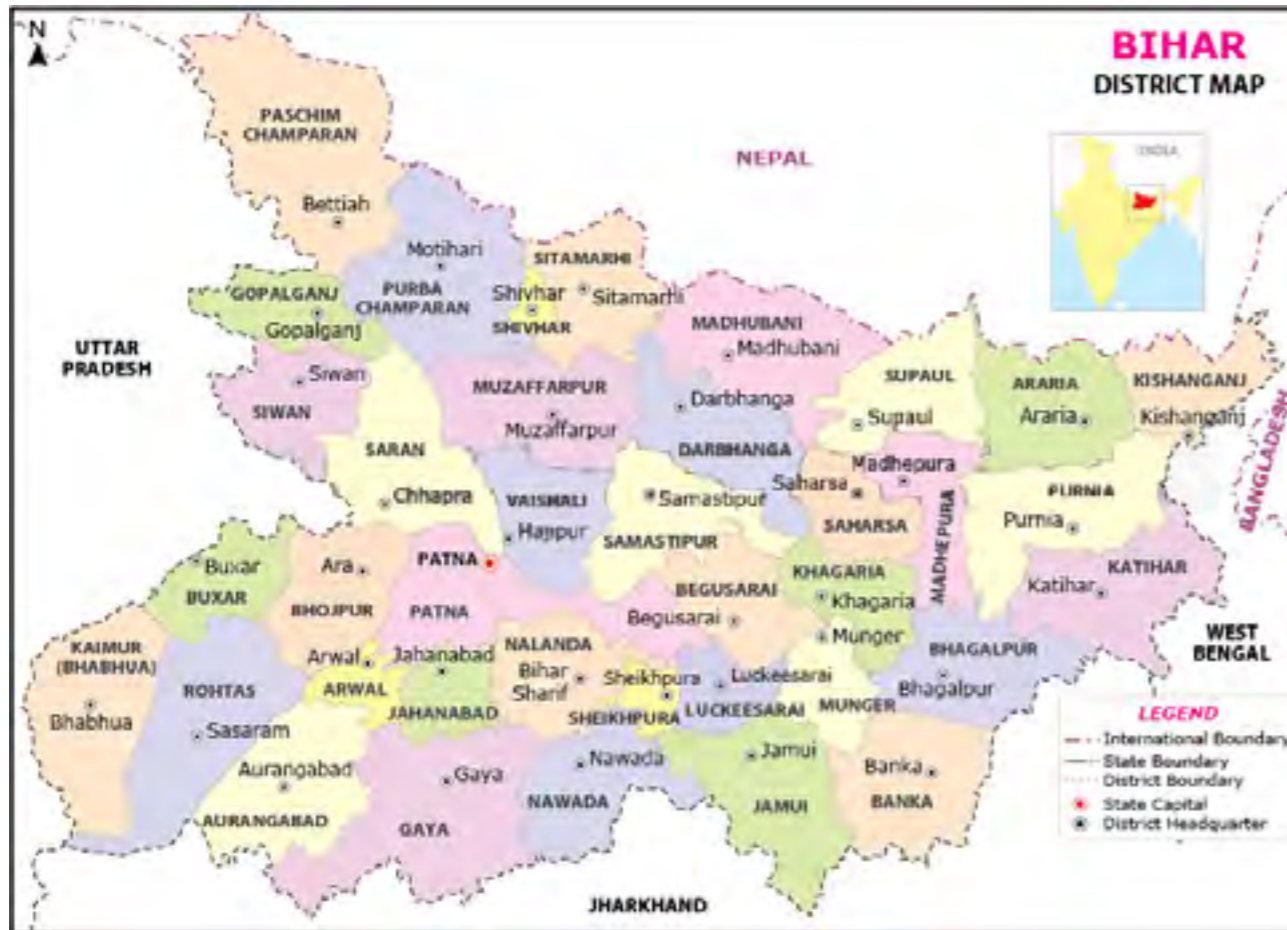 N
BIHAR
DISTRICT MAP
INDIA
NEPAL
PASCHIM
CHAMPARAN
Bettiah
Motihari
PURBA
CHAMPARAN
SITAMARHI
Sitamarhi
Shivhar
SHIVHAR
GOPALGANJ
Gopalganj
UTTAR
PRADESH
Siwan
SIWAN
MUZAFFARPUR
Muzaffarpur
MADHUBANI
Madhubani
Darbhanga
DARBHANGA
SUPAUL
Supaul
ARARIA
Araria
KISHANGANJ
Kishanganj
BANGLADESH
SARAN
Chhapra
VAISHALI
Hajipur
Samastipur
SAMASTIPUR
Saharsa
SAHARSA
Madhepura
MADHEPURA
PURNIA
Purnia
KATIHAR
Katihar
Buxar
BUXAR
Ara
BHOJPUR
PATNA
PATNA
BEGUSARAI
Begusarai
KHAGARIA
Khagaria
Munger
MUNGER
BHAGALPUR
Bhagalpur
WEST
BENGAL
KAIMUR
(BHABHUA)
Bhabhua
ROHTAS
Sasaram
Arwal
ARWAL
Jahanabad
JAHANABAD
NALANDA
Bihar
Sharif
Sheikhpura
SHEIKHPURA
Luckeesarai
LUCKEESARAI
Aurangabad
AURANGABAD
Gaya
GAYA
Nawada
NAWADA
Jamui
JAMUI
Banka
BANKA
JHARKHAND
LEGEND
International Boundary
State Boundary
District Boundary
State Capital
District Headquarter